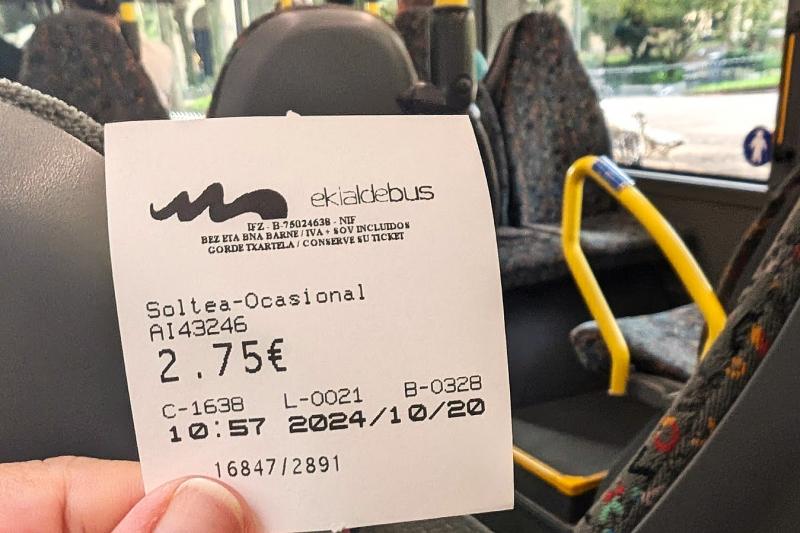 ekialdebus
IFZ - B-75024638 - NIF
BEZ ETA BNA BARNE / IVA + SOV INCLUIDOS
GORDE TXARTELA / CONSERVE SU TICKET
Soltea-Ocasional
AI43246
2.75€
C-1638 L-0021 B-0328
10:57 2024/10/20
16847/2891